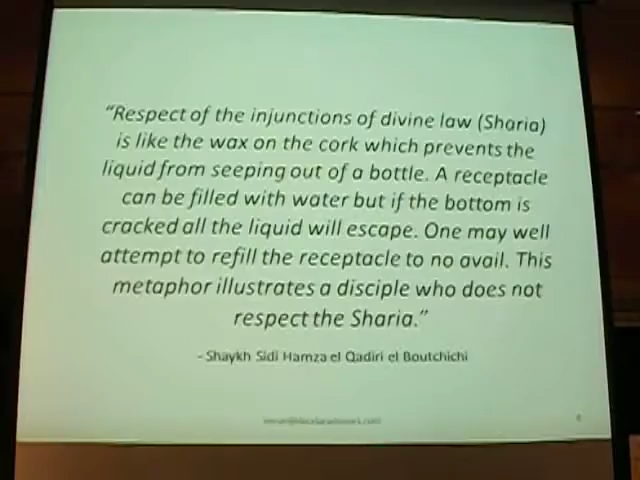 "Respect of the injunctions of divine law (Sharia)
is like the wax on the cork which prevents the
liquid from seeping out of a bottle. A receptacle
can be filled with water but if the bottom is
cracked all the liquid will escape. One may well
attempt to refill the receptacle to no avail. This
metaphor illustrates a disciple who does not
respect the Sharia."
- Shaykh Sidi Hamza el Qadiri el Boutchichi